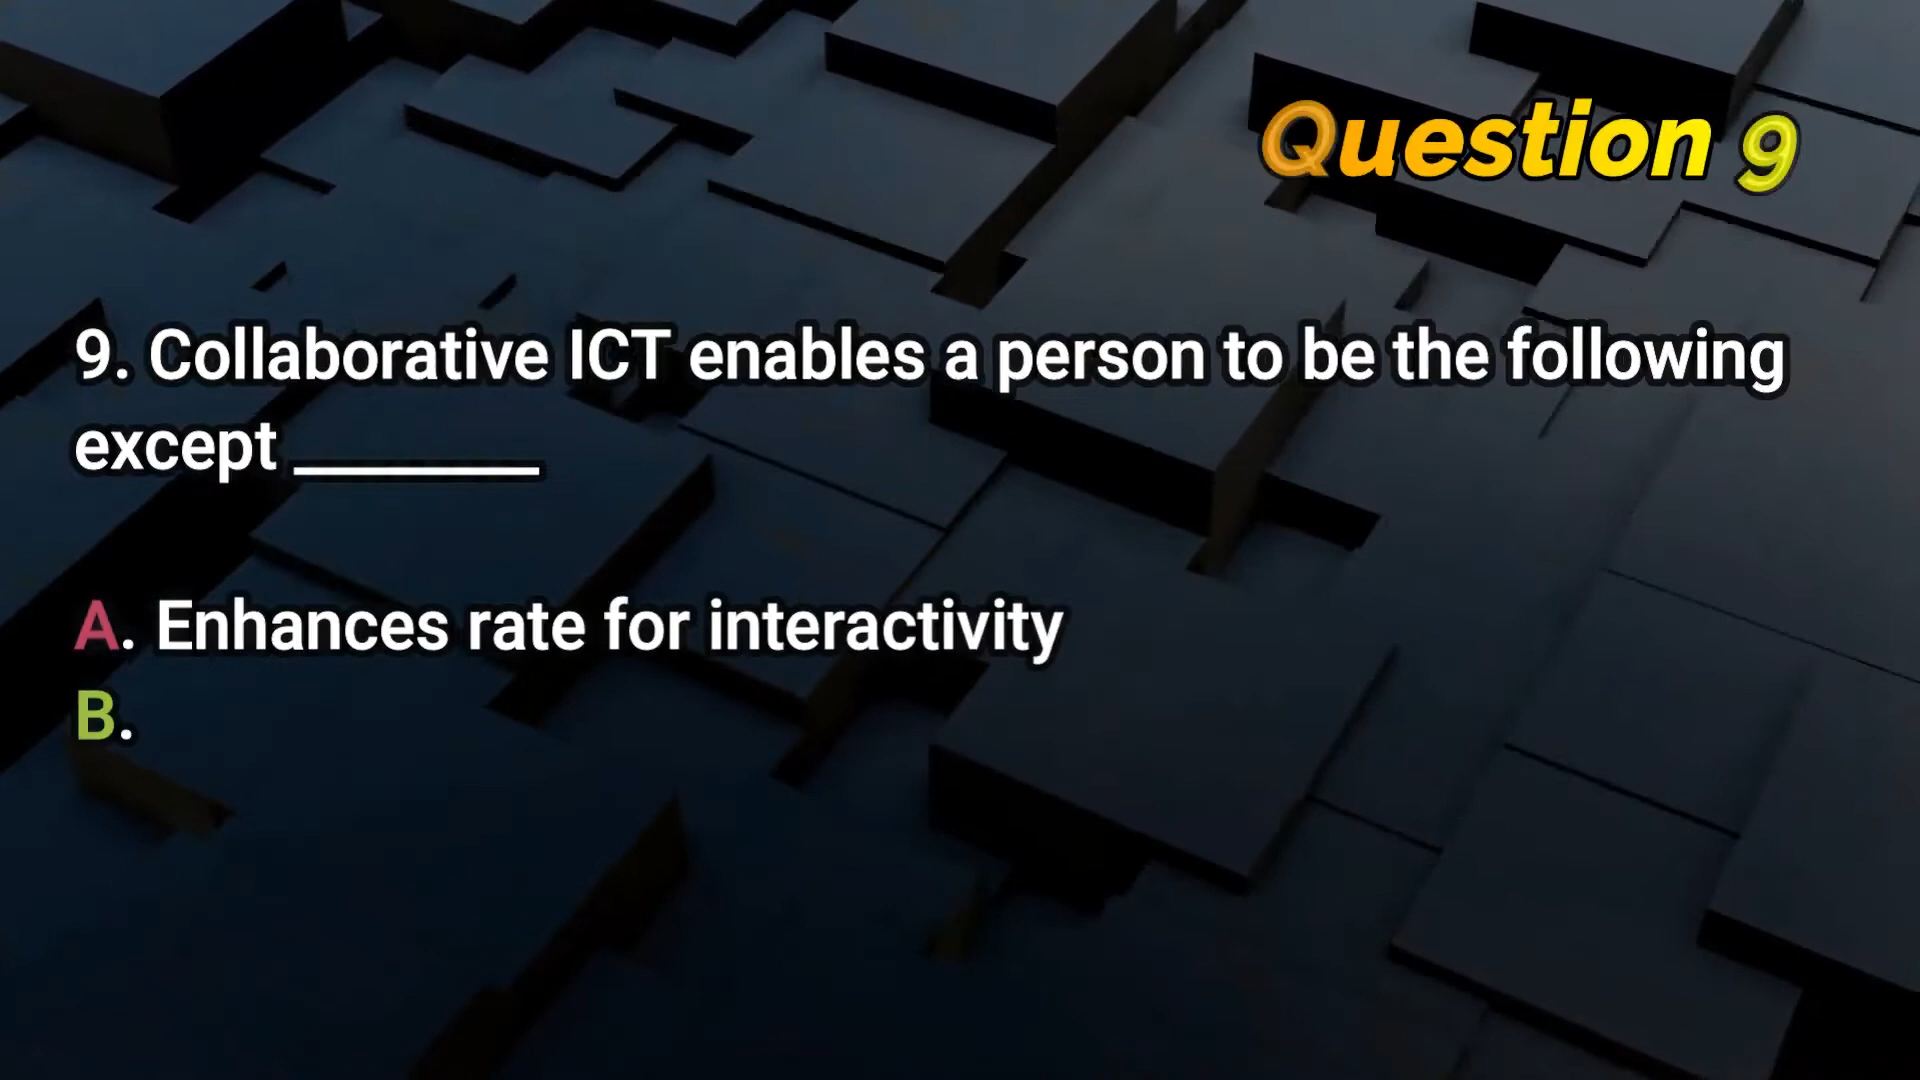 Question 9
9. Collaborative ICT enables a person to be the following
except ________
A. Enhances rate for interactivity
B.